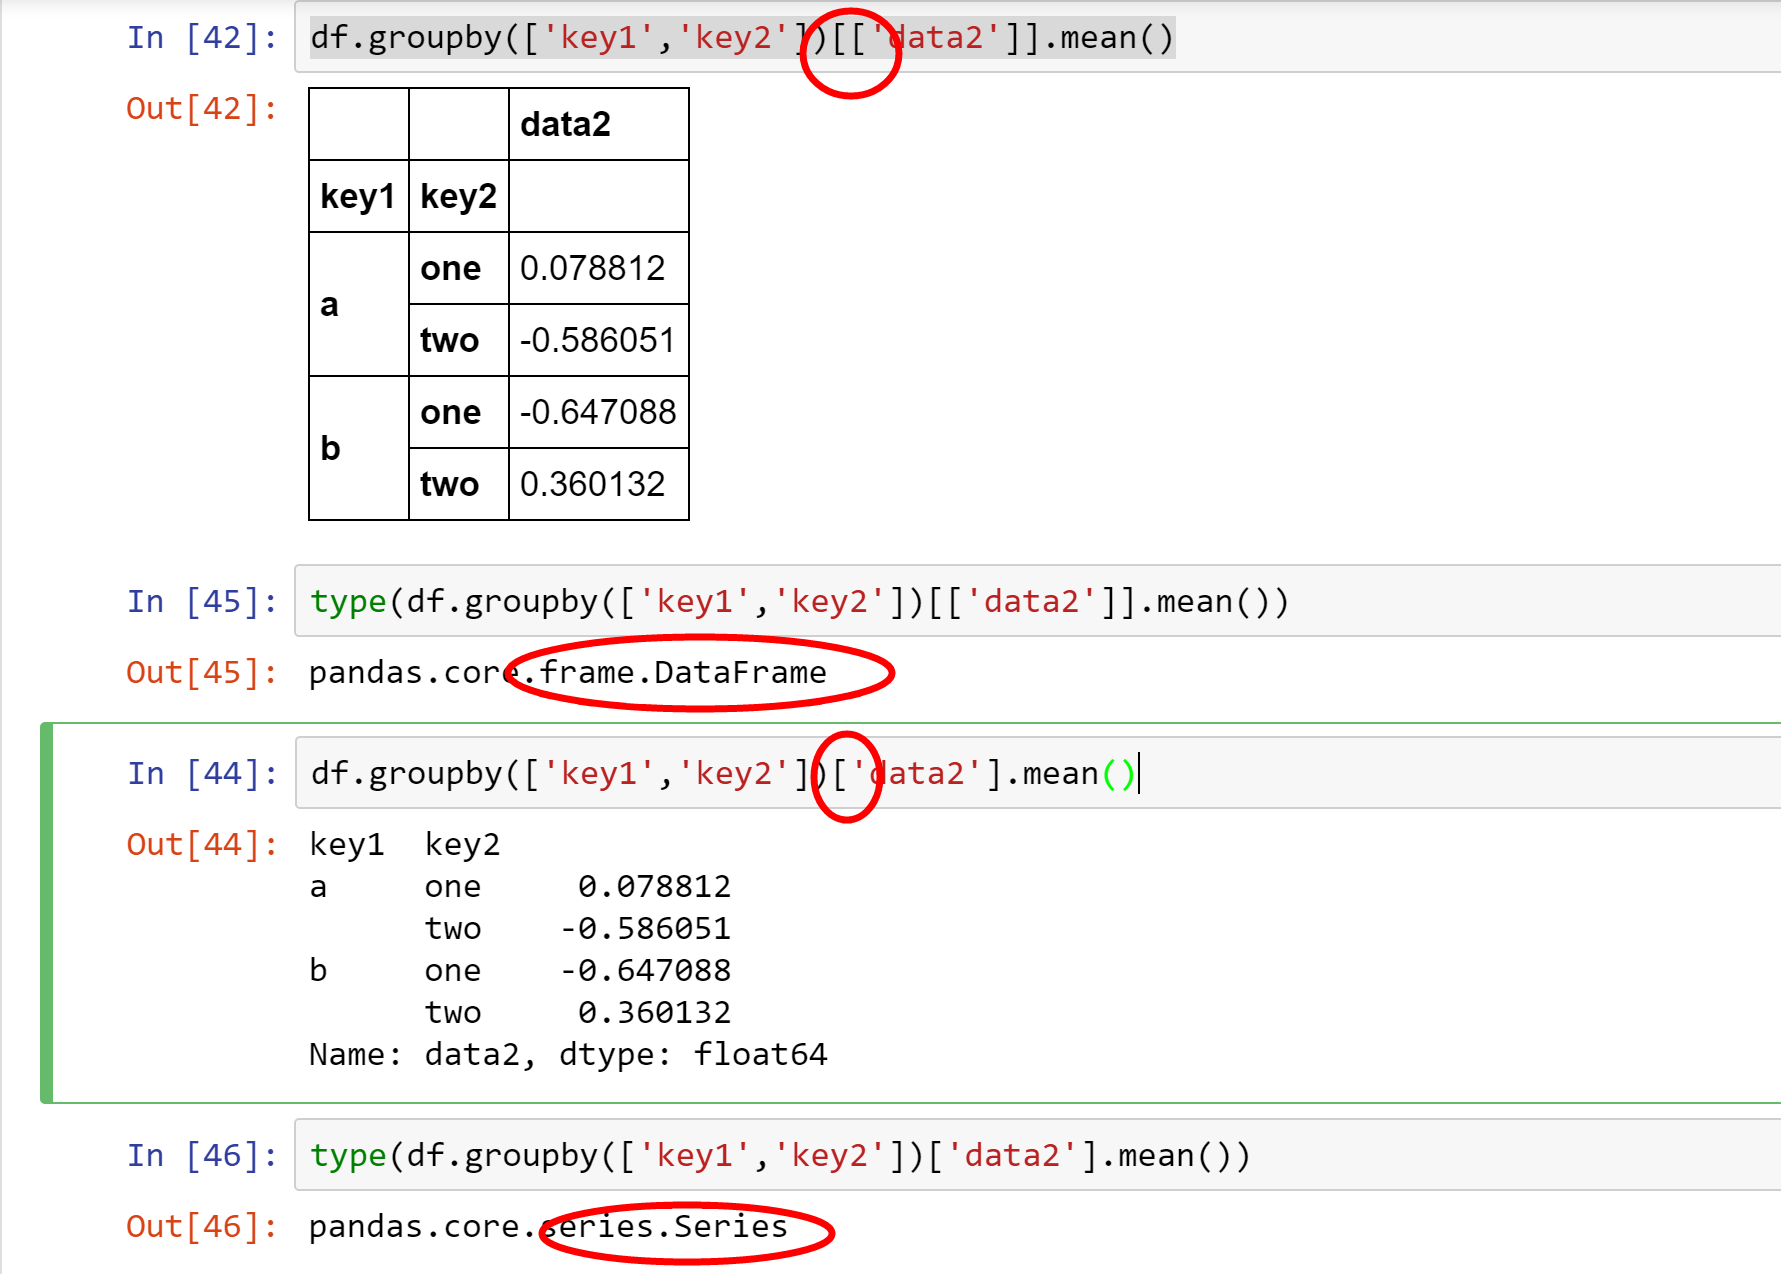 In [42]: df.groupby(['key1','key2'])[['data2']].mean()
Out[42]:
data2
key1 key2
a one 0.078812
two -0.586051
b one -0.647088
two 0.360132
In [45]: type(df.groupby(['key1','key2'])[['data2']].mean())
Out[45]: pandas.core.frame.DataFrame
In [44]: df.groupby(['key1','key2'])['data2'].mean()
Out[44]: key1 key2
a one 0.078812
two -0.586051
b one -0.647088
two 0.360132
Name: data2, dtype: float64
In [46]: type(df.groupby(['key1','key2'])['data2'].mean())
Out[46]: pandas.core.series.Series